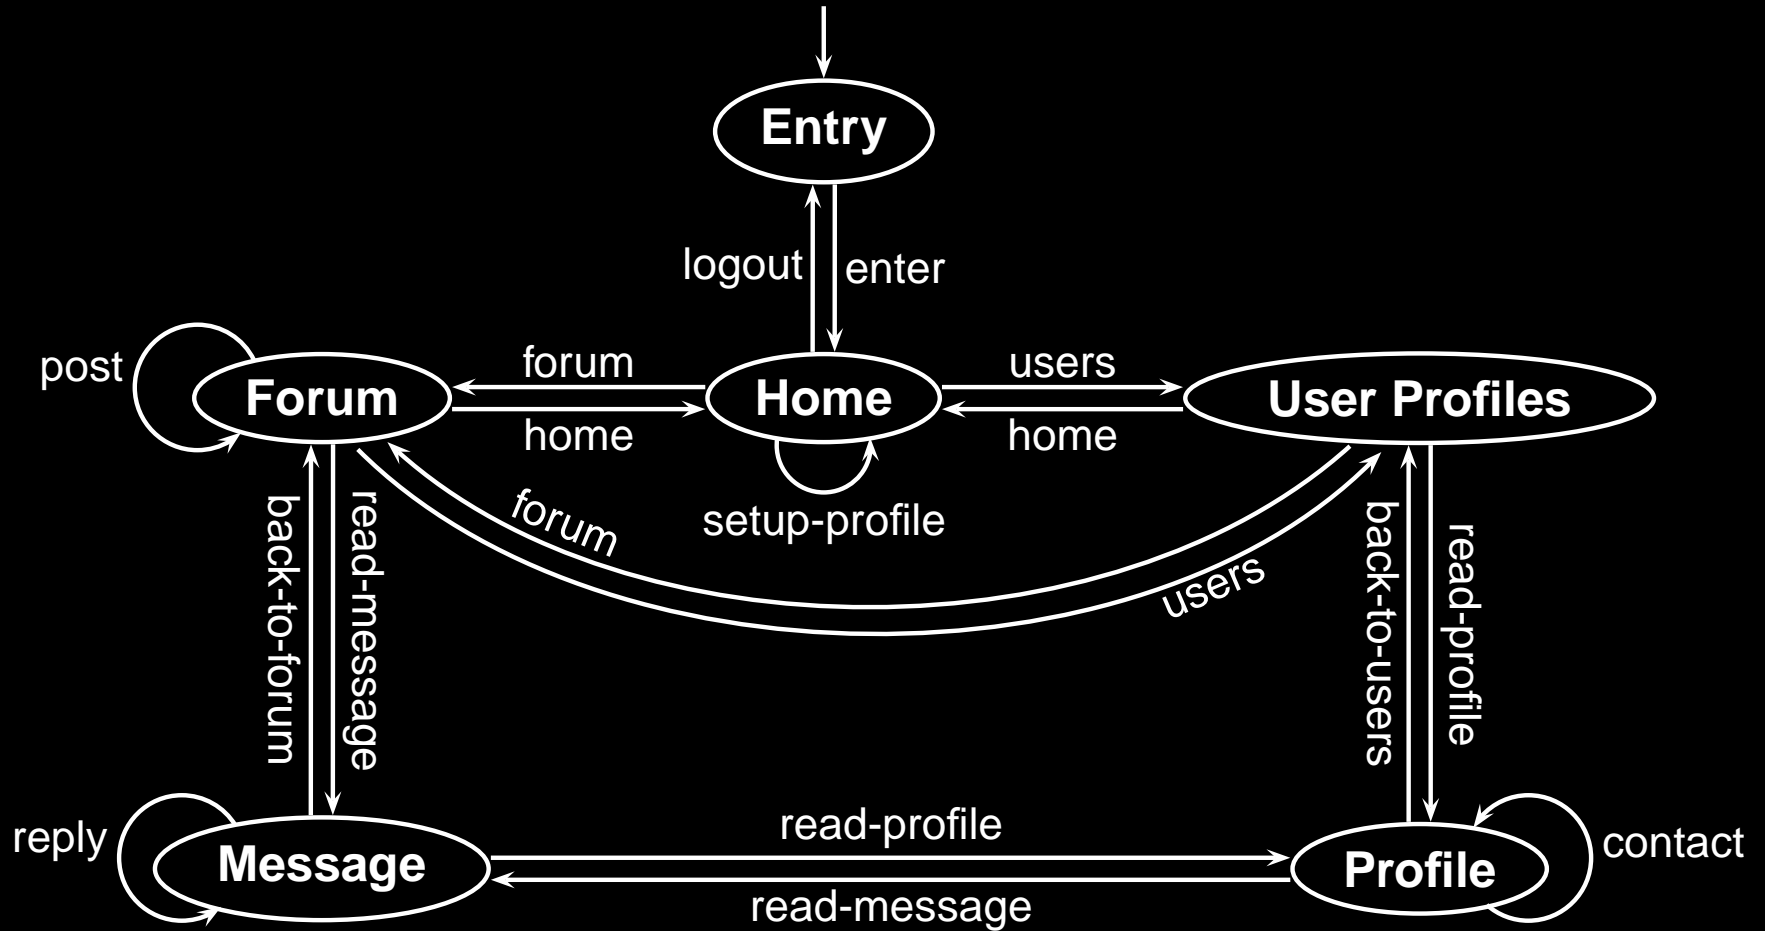 Entry
logout
enter
post
forum
users
Forum
Home
User Profiles
home
home
setup-profile
forum
users
back-to-forum
read-message
back-to-users
read-profile
reply
read-profile
contact
Message
Profile
read-message